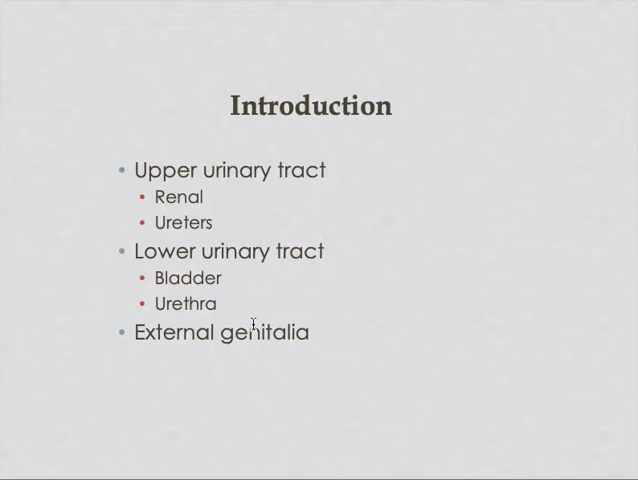 Introduction
• Upper urinary tract
• Renal
• Ureters
• Lower urinary tract
• Bladder
• Urethra
• External genitalia